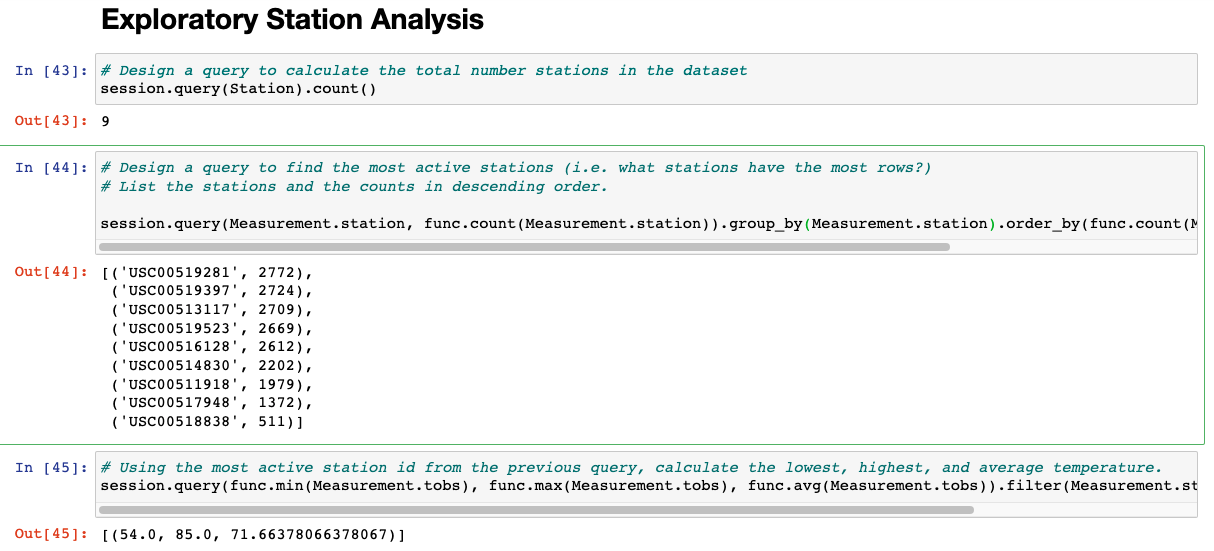 Exploratory Station Analysis
In [43]: # Design a query to calculate the total number stations in the dataset
session.query(Station).count()
Out[43]: 9
In [44]: # Design a query to find the most active stations (i.e. what stations have the most rows?)
# List the stations and the counts in descending order.
session.query(Measurement.station, func.count(Measurement.station)).group_by(Measurement.station).order_by(func.count(M
Out[44]: [('USC00519281', 2772),
('USC00519397', 2724),
('USC00513117', 2709),
('USC00519523', 2669),
('USC00516128', 2612),
('USC00514830', 2202),
('USC00511918', 1979),
('USC00517948', 1372),
('USC00518838', 511)]
In [45]: # Using the most active station id from the previous query, calculate the lowest, highest, and average temperature.
session.query(func.min(Measurement.tobs), func.max(Measurement.tobs), func.avg(Measurement.tobs)).filter(Measurement.st
Out[45]: [(54.0, 85.0, 71.66378066378067)]